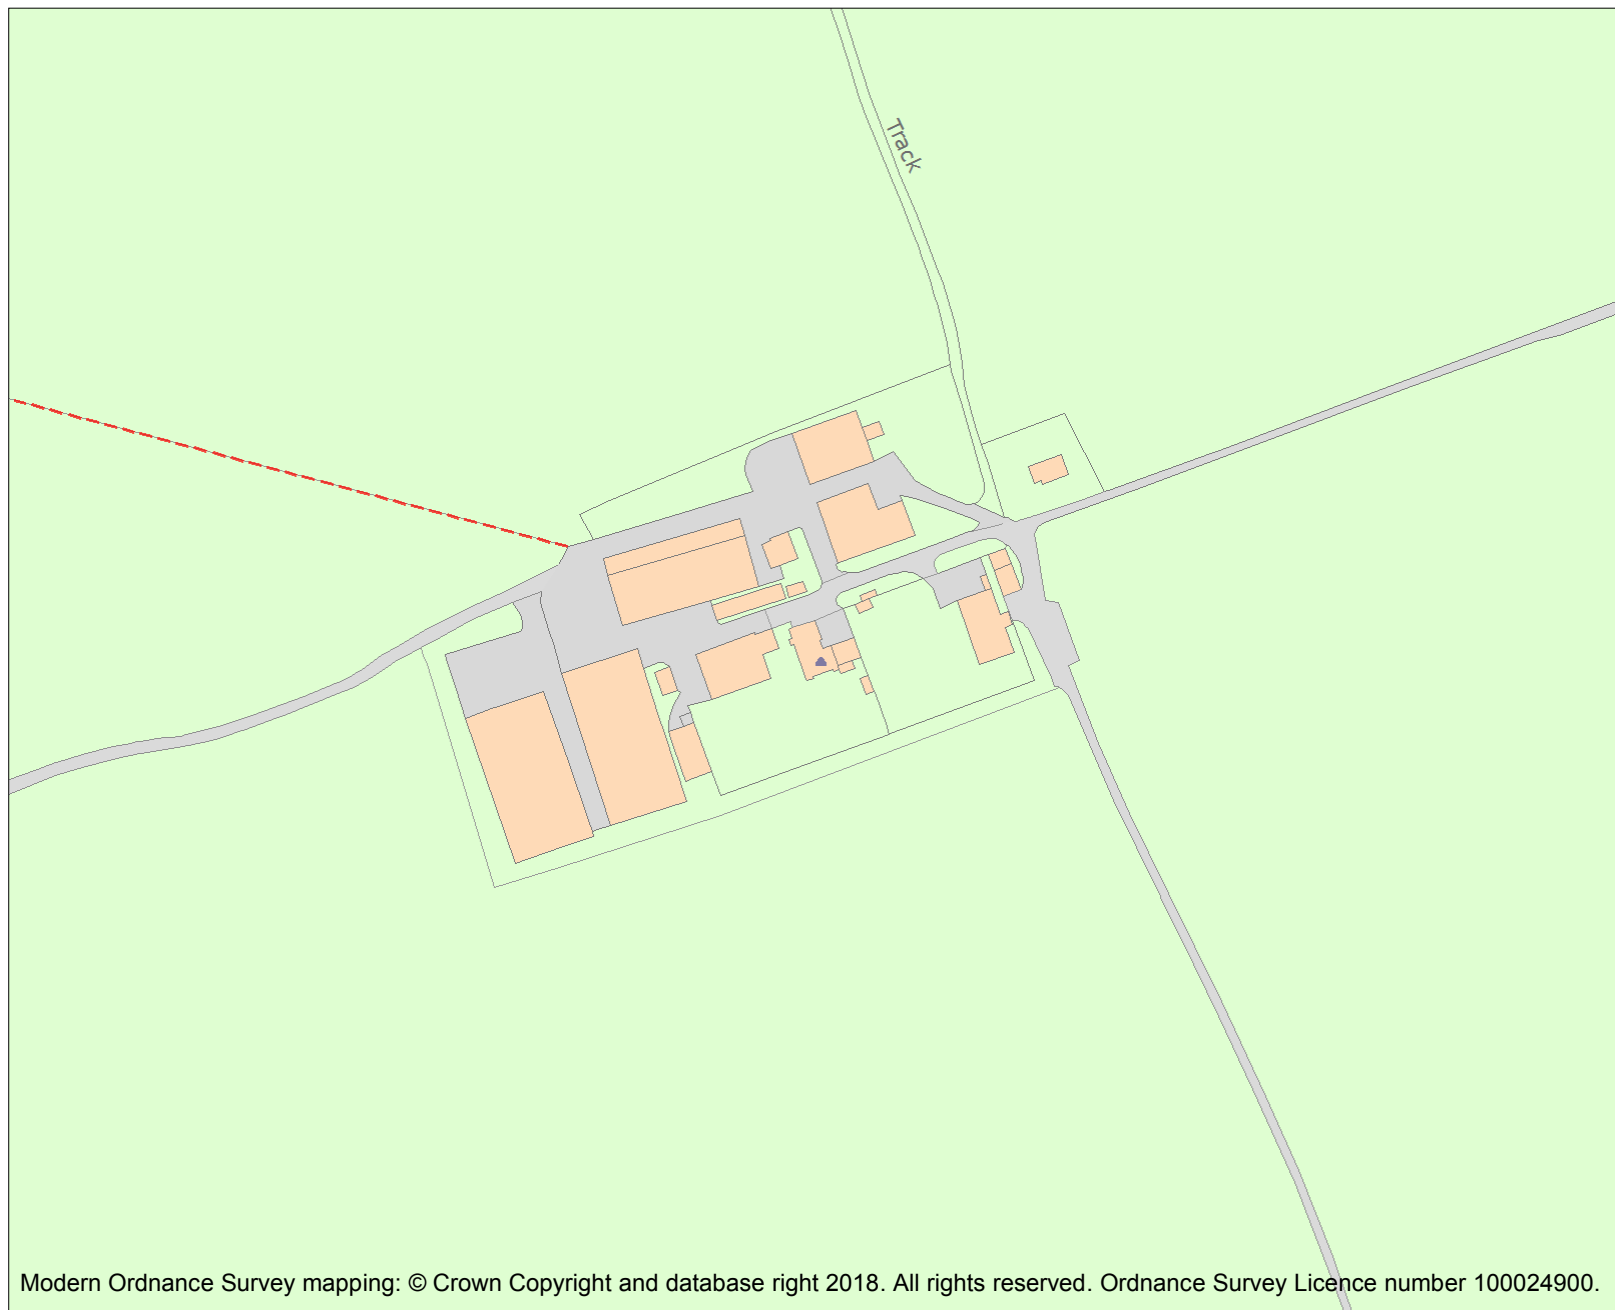 Track
Modern Ordnance Survey mapping: © Crown Copyright and database right 2018. All rights reserved. Ordnance Survey Licence number 100024900.